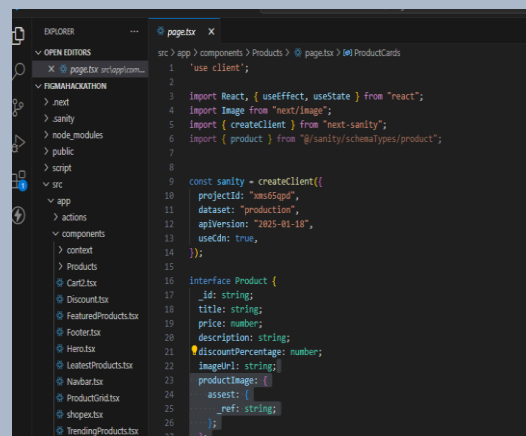 EXPLORER ...
OPEN EDITORS
X page.tsx src\app\com...
FIGMAHACKATHON
> .next
> .sanity
> node_modules
> public
> script
src
app
> actions
components
> context
> Products
Cart2.tsx
Discount.tsx
FeaturedProducts.tsx
Footer.tsx
Hero.tsx
LeatestProducts.tsx
Navbar.tsx
ProductGrid.tsx
shopex.tsx
TrendingProducts.tsx
1
page.tsx X
src > app > components > Products > page.tsx > ProductCards
1 'use client';
2
3 import React, { useEffect, useState } from "react";
4 import Image from "next/image";
5 import { createClient } from "next-sanity";
6 import { product } from "@/sanity/schemaTypes/product";
7
8
9 const sanity = createClient({
10 projectId: "xms65qpd",
11 dataset: "production",
12 apiVersion: "2025-01-18",
13 useCdn: true,
14 });
15
16 interface Product {
17 _id: string;
18 title: string;
19 price: number;
20 description: string;
21 discountPercentage: number;
22 imageUrl: string;
23 productImage: {
24 assest: {
25 _ref: string;
26 };